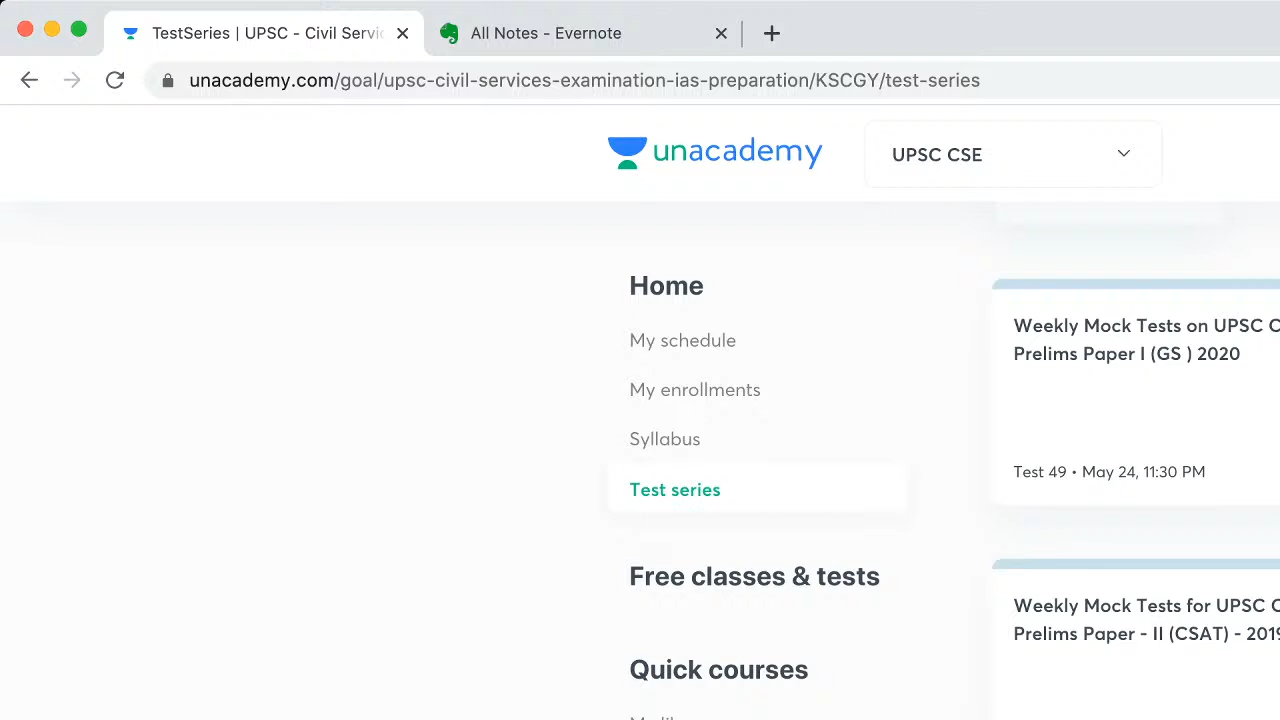 TestSeries | UPSC - Civil Servic
All Notes - Evernote
unacademy.com/goal/upsc-civil-services-examination-ias-preparation/KSCGY/test-series
unacademy
UPSC CSE
Home
My schedule
My enrollments
Syllabus
Test series
Free classes & tests
Quick courses
Weekly Mock Tests on UPSC C
Prelims Paper I (GS ) 2020
Test 49 • May 24, 11:30 PM
Weekly Mock Tests for UPSC C
Prelims Paper - II (CSAT) - 2019